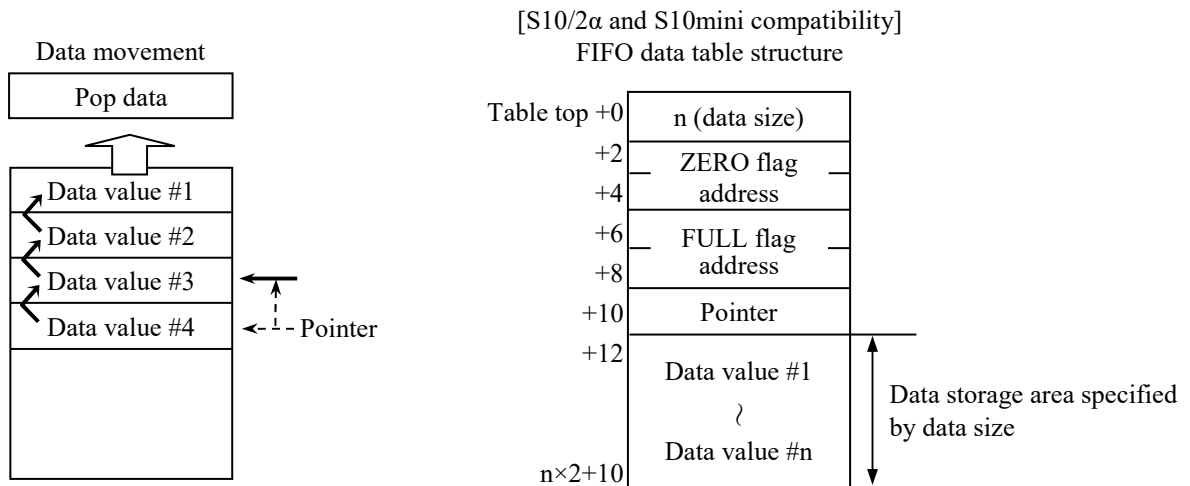 Data movement
Pop data
Data value #1
Data value #2
Data value #3
Data value #4
Pointer
[S10/2α and S10mini compatibility]
FIFO data table structure
Table top +0
n (data size)
+2
ZERO flag
address
+4
+6
FULL flag
address
+8
+10
Pointer
+12
Data value #1
~
Data value #n
n×2+10
Data storage area specified
by data size